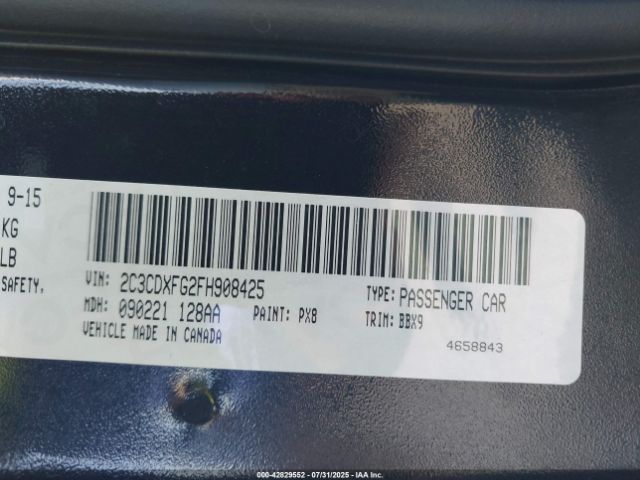 9-15
KG
LB
SAFETY,
VIN: 2C3CDXFG2FH908425
TYPE: PASSENGER CAR
MDH: 090221 128AA PAINT: PX8
TRIM: BBX9
VEHICLE MADE IN CANADA
4658843
000-42829552 - 07/31/2025 - IAA Inc.